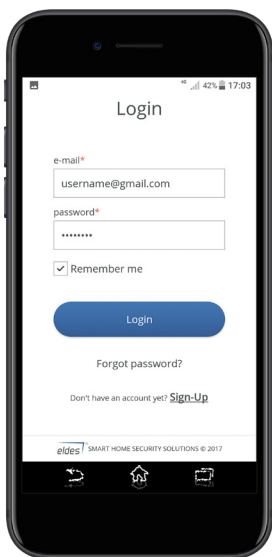 4G 42% 17:03
Login
e-mail*
username@gmail.com
password*
••••••••
Remember me
Login
Forgot password?
Don't have an account yet? Sign-Up
eldes SMART HOME SECURITY SOLUTIONS © 2017